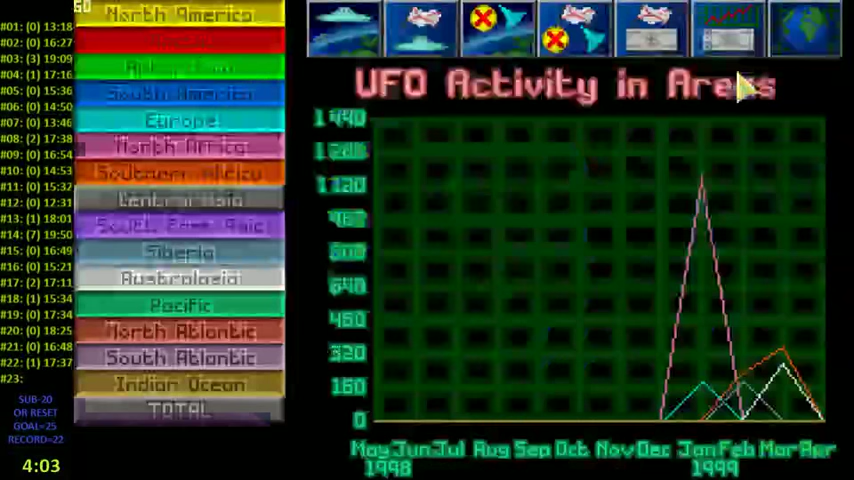 60
#01: (0) 13:18
#02: (0) 16:27
#03: (3) 19:09
#04: (1) 17:16
#05: (0) 15:36
#06: (0) 14:50
#07: (0) 13:46
#08: (2) 17:38
#09: (0) 16:54
#10: (0) 14:53
#11: (0) 15:32
#12: (0) 12:31
#13: (1) 18:01
#14: (7) 19:50
#15: (0) 16:49
#16: (0) 15:21
#17: (2) 17:11
#18: (1) 15:34
#19: (0) 17:34
#20: (0) 18:25
#21: (0) 16:48
#22: (1) 17:37
#23:
SUB-20
OR RESET
GOAL=25
RECORD=22
4:03
North America
South America
Europe
North Africa
Southern Africa
Central Asia
South East Asia
Siberia
Australasia
Pacific
North Atlantic
South Atlantic
Indian Ocean
TOTAL
UFO Activity in Areas
1440
1280
1120
960
800
640
480
320
160
0
May Jun Jul Aug Sep Oct Nov Dec Jan Feb Mar Apr
1998 1999